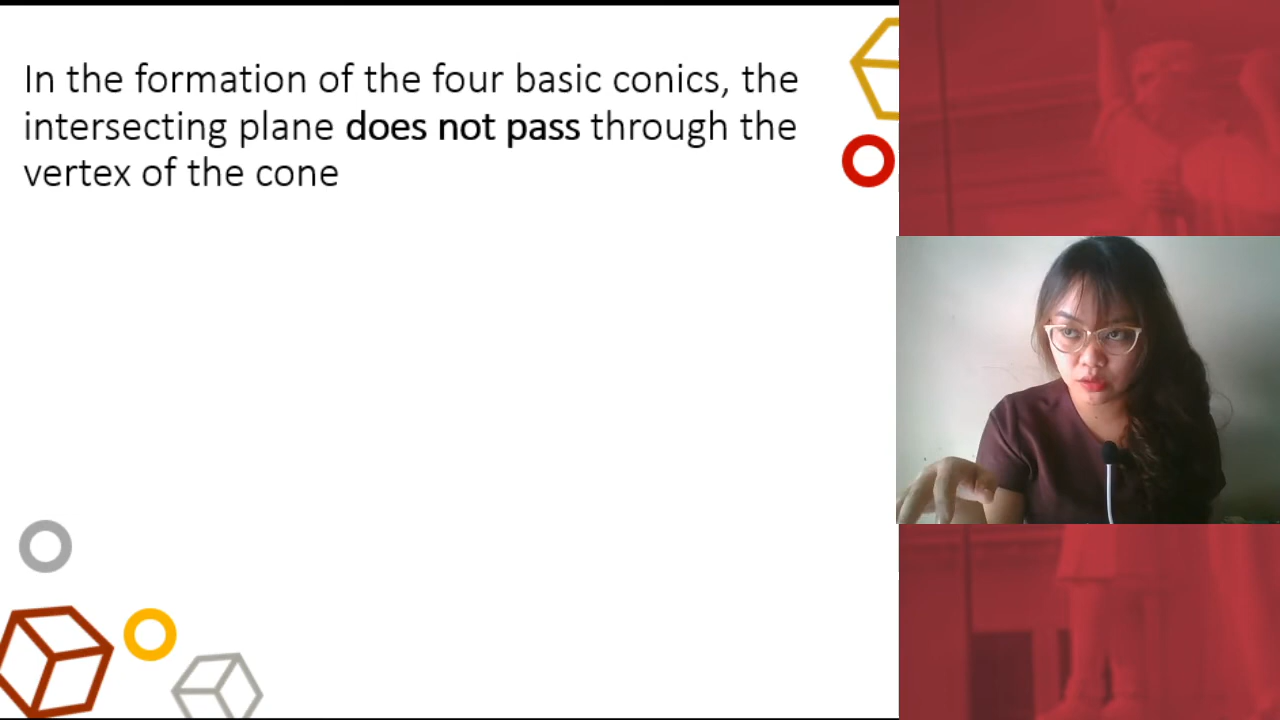 In the formation of the four basic conics, the
intersecting plane does not pass through the
vertex of the cone